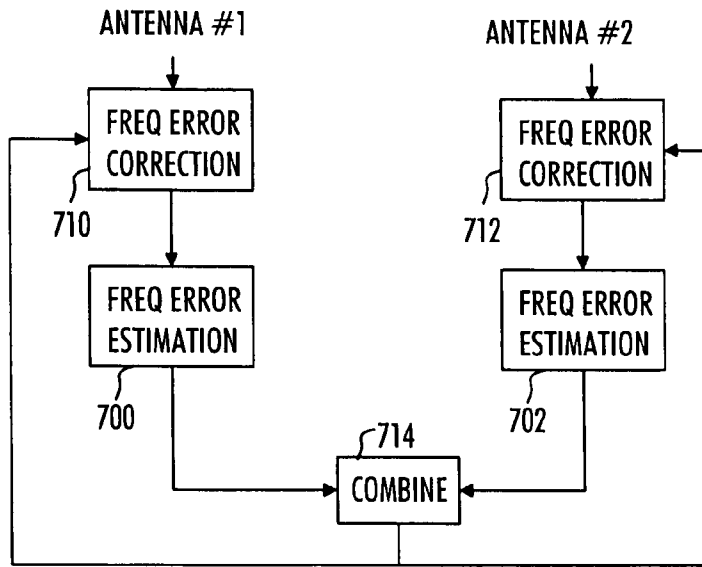 ANTENNA #1
ANTENNA #2
FREQ ERROR
CORRECTION
710
FREQ ERROR
CORRECTION
712
FREQ ERROR
ESTIMATION
700
FREQ ERROR
ESTIMATION
702
714
COMBINE